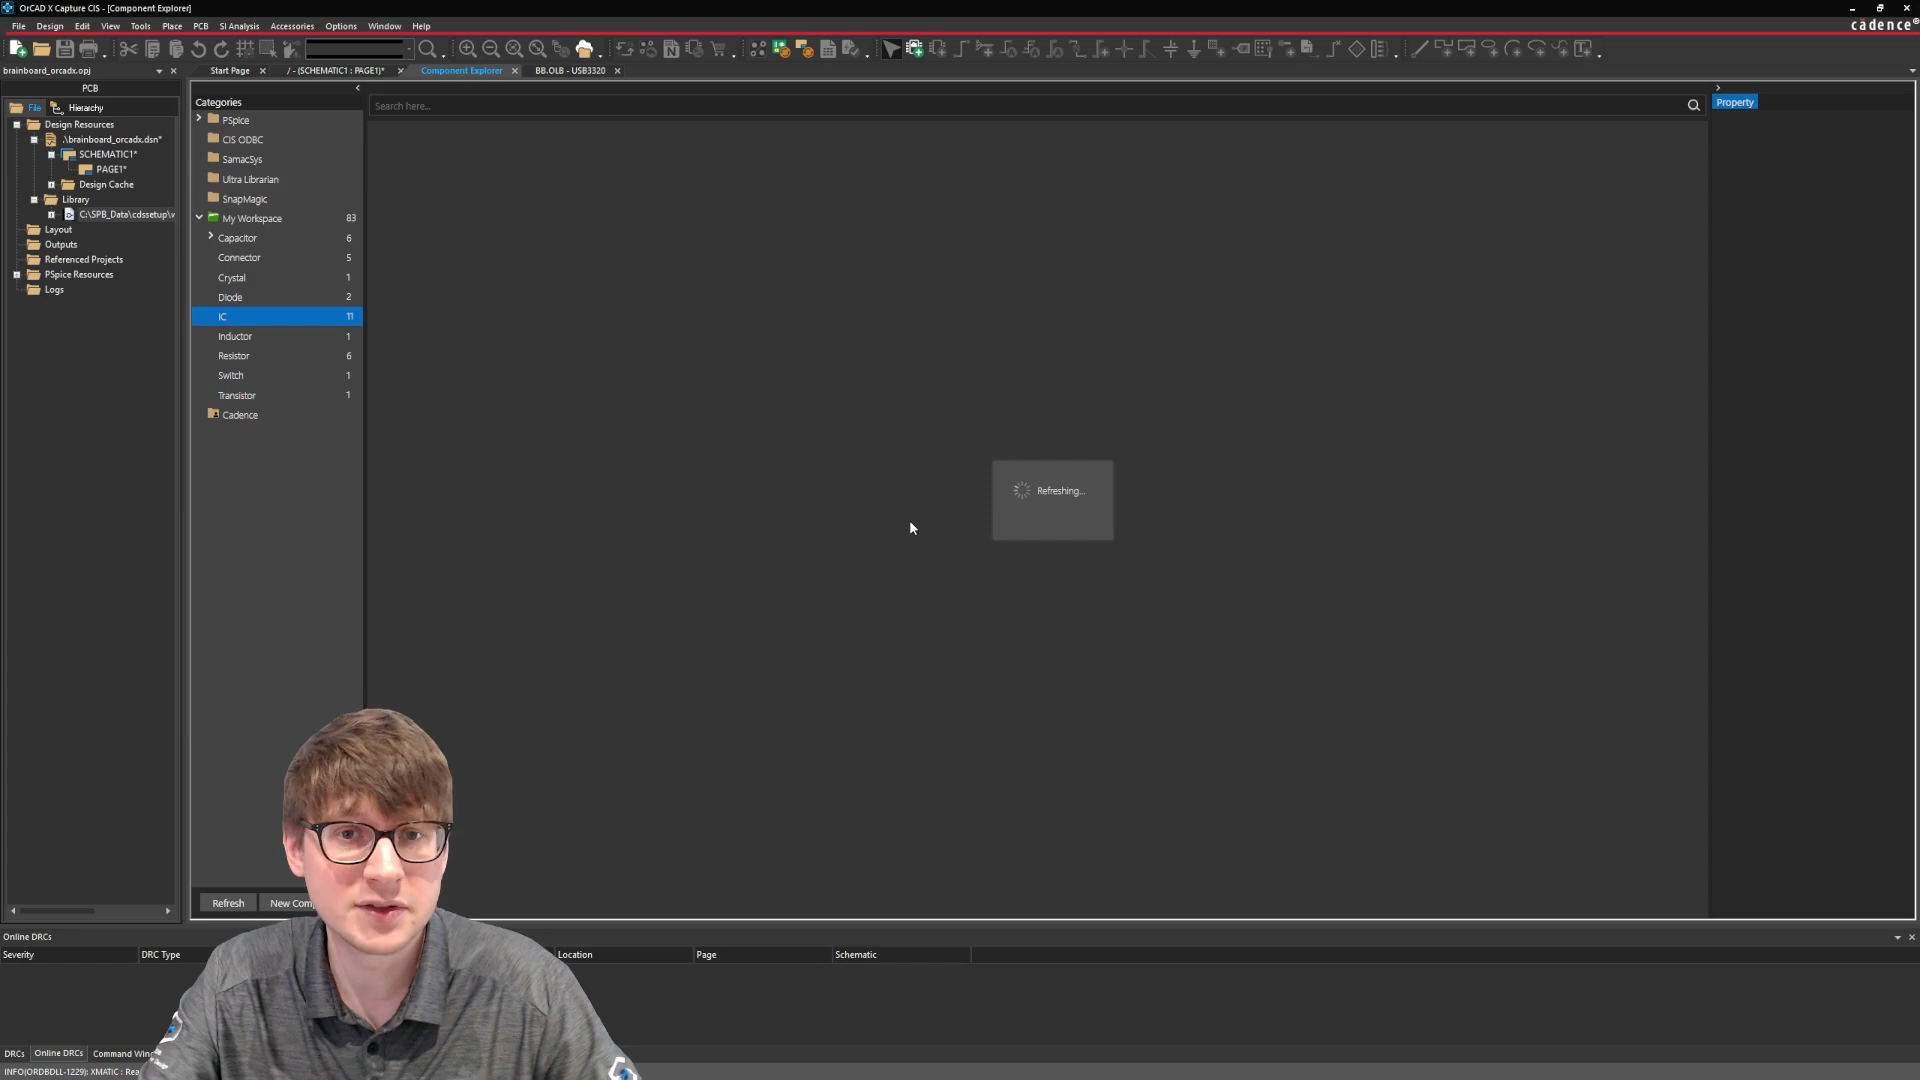 OrCAD X Capture CIS - [Component Explorer]
File Design Edit View Tools Place PCB SI Analysis Accessories Options Window Help
cādence
brainboard_orcadx.opj
Start Page
/ - (SCHEMATIC1 : PAGE1)*
Component Explorer
BB.OLB - USB3320
PCB
File Hierarchy
Design Resources
.\brainboard_orcadx.dsn*
SCHEMATIC1*
PAGE1*
Design Cache
Library
C:\SPB_Data\cdssetup\w
Layout
Outputs
Referenced Projects
PSpice Resources
Logs
Categories
PSpice
CIS ODBC
SamacSys
Ultra Librarian
SnapMagic
My Workspace 83
Capacitor 6
Connector 5
Crystal 1
Diode 2
IC 11
Inductor 1
Resistor 6
Switch 1
Transistor 1
Cadence
Search here...
Property
Refreshing...
Refresh
New Com
Online DRCs
Severity DRC Type Location Page Schematic
DRCs Online DRCs Command Win
INFO(ORDBDLL-1229): XMATIC : Rea